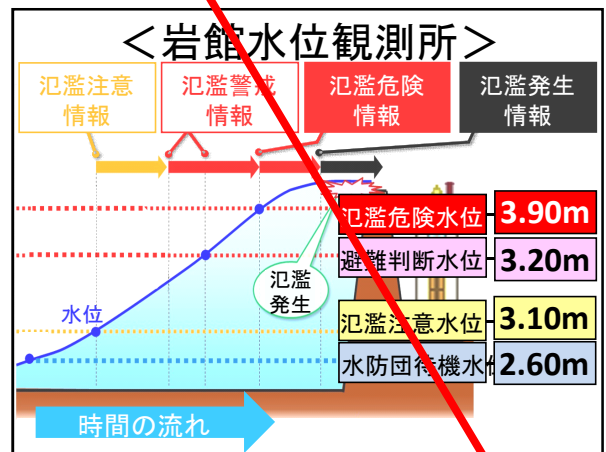 ＜岩館水位観測所＞
氾濫注意
情報
氾濫警戒
情報
氾濫危険
情報
氾濫発生
情報
氾濫危険水位
3.90m
避難判断水位
3.20m
氾濫
発生
水位
氾濫注意水位
3.10m
水防団待機水位
2.60m
時間の流れ